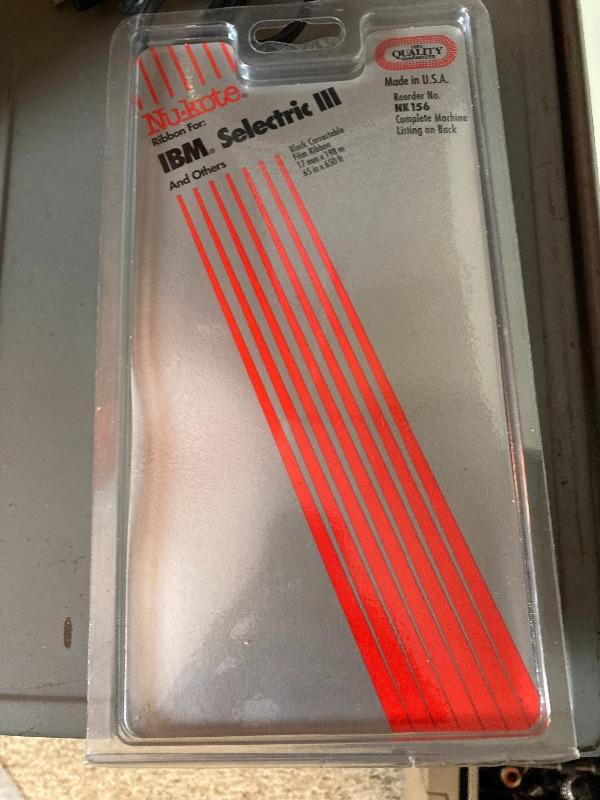 Nu-kote®
Ribbon For:
IBM® Selectric III
And Others
Black Correctable
Film Ribbon
17 mm x 198 m
.65 in x 650 ft
QUALITY
Made in U.S.A.
Reorder No.
NK156
Complete Machine
Listing on Back